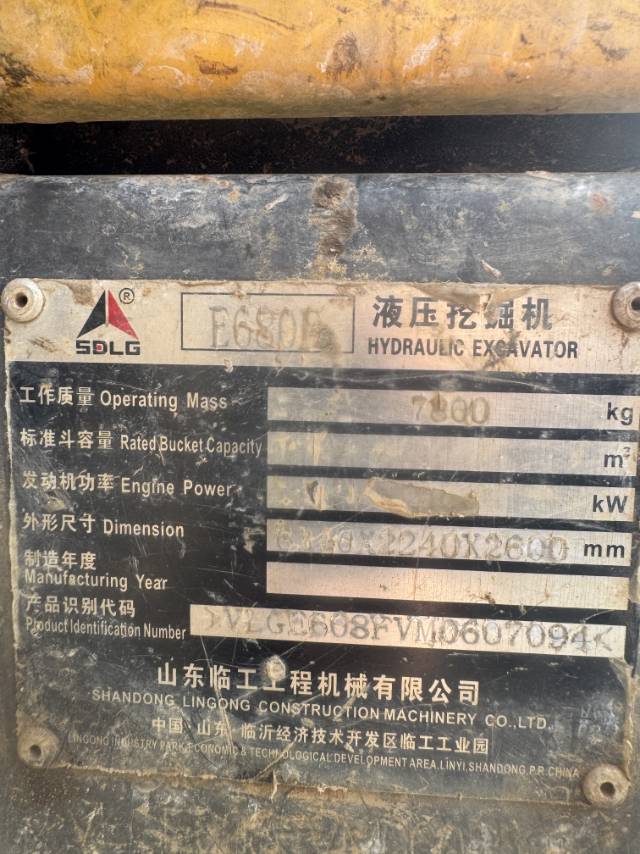 ® E680F 液压挖掘机
SDLG HYDRAULIC EXCAVATOR
工作质量 Operating Mass 7800 kg
标准斗容量 Rated Bucket Capacity m³
发动机功率 Engine Power kW
外形尺寸 Dimension mm
制造年度
Manufacturing Year
产品识别代码
Product Identification Number >VLGE608FVM0607094<
山东临工工程机械有限公司
SHANDONG LINGONG CONSTRUCTION MACHINERY CO.,LTD.
中国·山东·临沂经济技术开发区临工工业园
LINGONG INDUSTRY PARK,ECONOMIC & TECHNOLOGICAL DEVELOPMENT AREA,LINYI,SHANDONG,P.R.CHINA